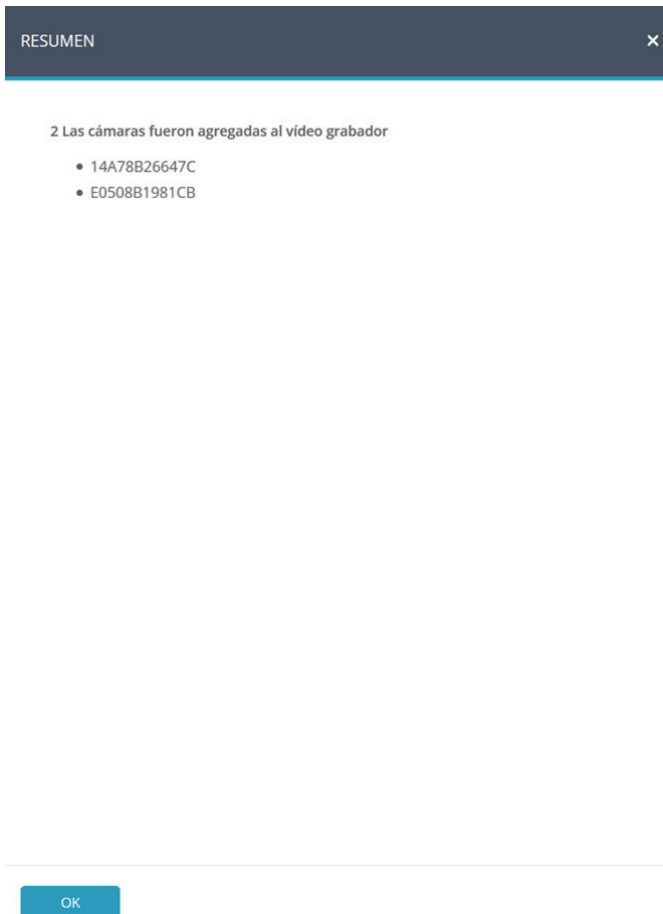 RESUMEN ×
2 Las cámaras fueron agregadas al vídeo grabador
• 14A78B26647C
• E0508B1981CB
OK